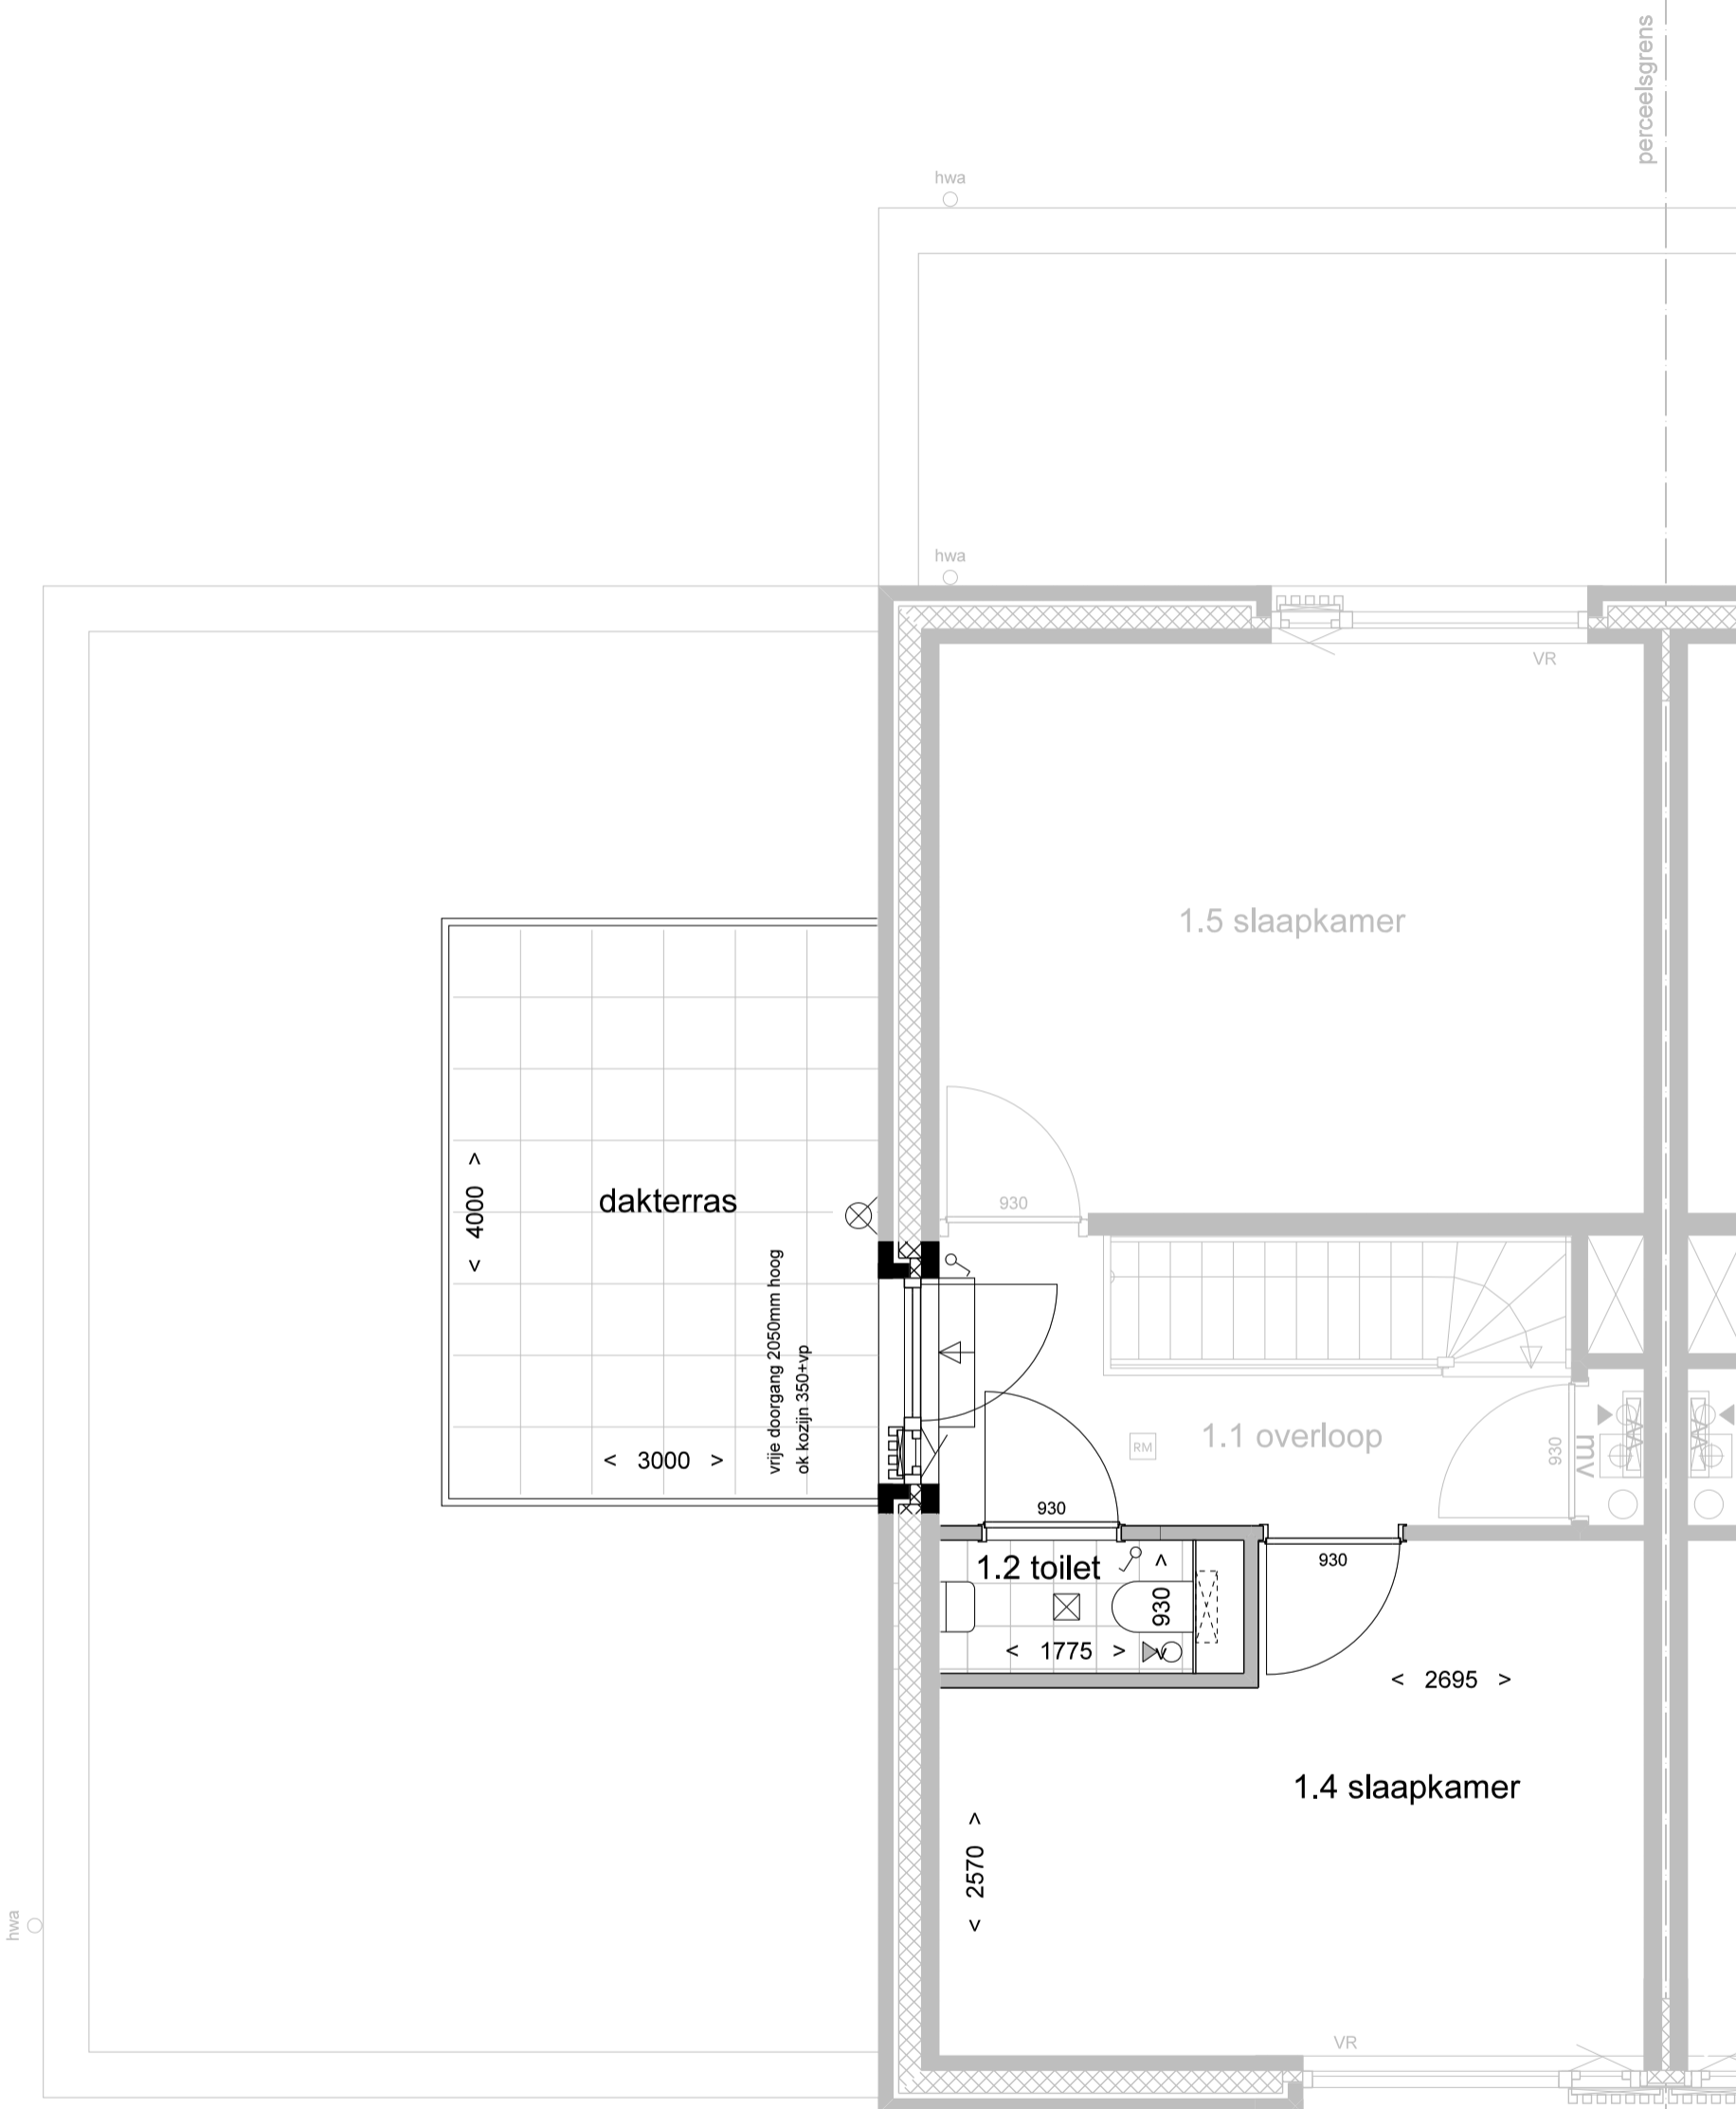 perceelsgrens
hwa
hwa
VR
1.5 slaapkamer
930
< 4000 >
dakterras
vrije doorgang 2050mm hoog
ok kozijn 350+vp
< 3000 >
RM
1.1 overloop
930
mv
930
1.2 toilet
930
930
< 1775 >
< 2695 >
1.4 slaapkamer
< 2570 >
hwa
VR